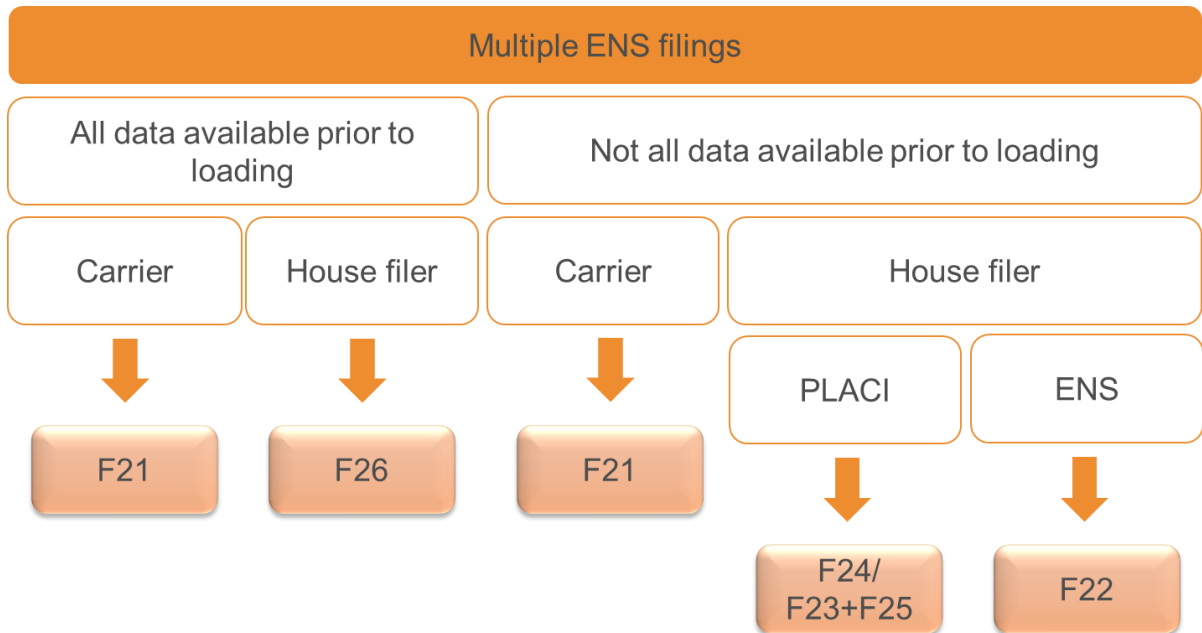 Multiple ENS filings
All data available prior to
loading
Not all data available prior to loading
Carrier
House filer
Carrier
House filer
PLACI
ENS
F21
F26
F21
F24/
F23+F25
F22